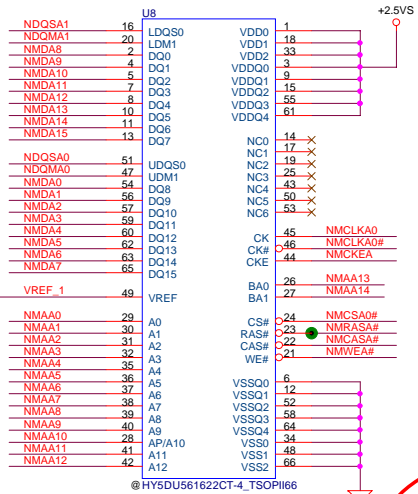 U8
+2.5VS
NDQSA1 16 LDQS0 VDD0 1
NDQMA1 20 LDM1 VDD1 18
NMDA8 2 DQ0 VDD2 33
NMDA9 4 DQ1 VDDQ0 3
NMDA10 5 DQ2 VDDQ1 9
NMDA11 7 DQ3 VDDQ2 15
NMDA12 8 DQ4 VDDQ3 55
NMDA13 10 DQ5 VDDQ4 61
NMDA14 11 DQ6
NMDA15 13 DQ7 NC0 14
NC1 17
NDQSA0 51 UDQS0 NC2 19
NDQMA0 47 UDM1 NC3 25
NMDA0 54 DQ8 NC4 43
NMDA1 56 DQ9 NC5 50
NMDA2 57 DQ10 NC6 53
NMDA3 59 DQ11
NMDA4 60 DQ12 CK 45 NMCLKA0
NMDA5 62 DQ13 CK# 46 NMCLKA0#
NMDA6 63 DQ14 CKE 44 NMCKEA
NMDA7 65 DQ15
BA0 26 NMAA13
VREF_1 49 VREF BA1 27 NMAA14
NMAA0 29 A0 CS# 24 NMCSA0#
NMAA1 30 A1 RAS# 23 NMRASA#
NMAA2 31 A2 CAS# 22 NMCASA#
NMAA3 32 A3 WE# 21 NMWEA#
NMAA4 35 A4
NMAA5 36 A5 VSSQ0 6
NMAA6 37 A6 VSSQ1 12
NMAA7 38 A7 VSSQ2 52
NMAA8 39 A8 VSSQ3 58
NMAA9 40 A9 VSSQ4 64
NMAA10 28 AP/A10 VSS0 34
NMAA11 41 A11 VSS1 48
NMAA12 42 A12 VSS2 66
@HY5DU561622CT-4_TSOPII66